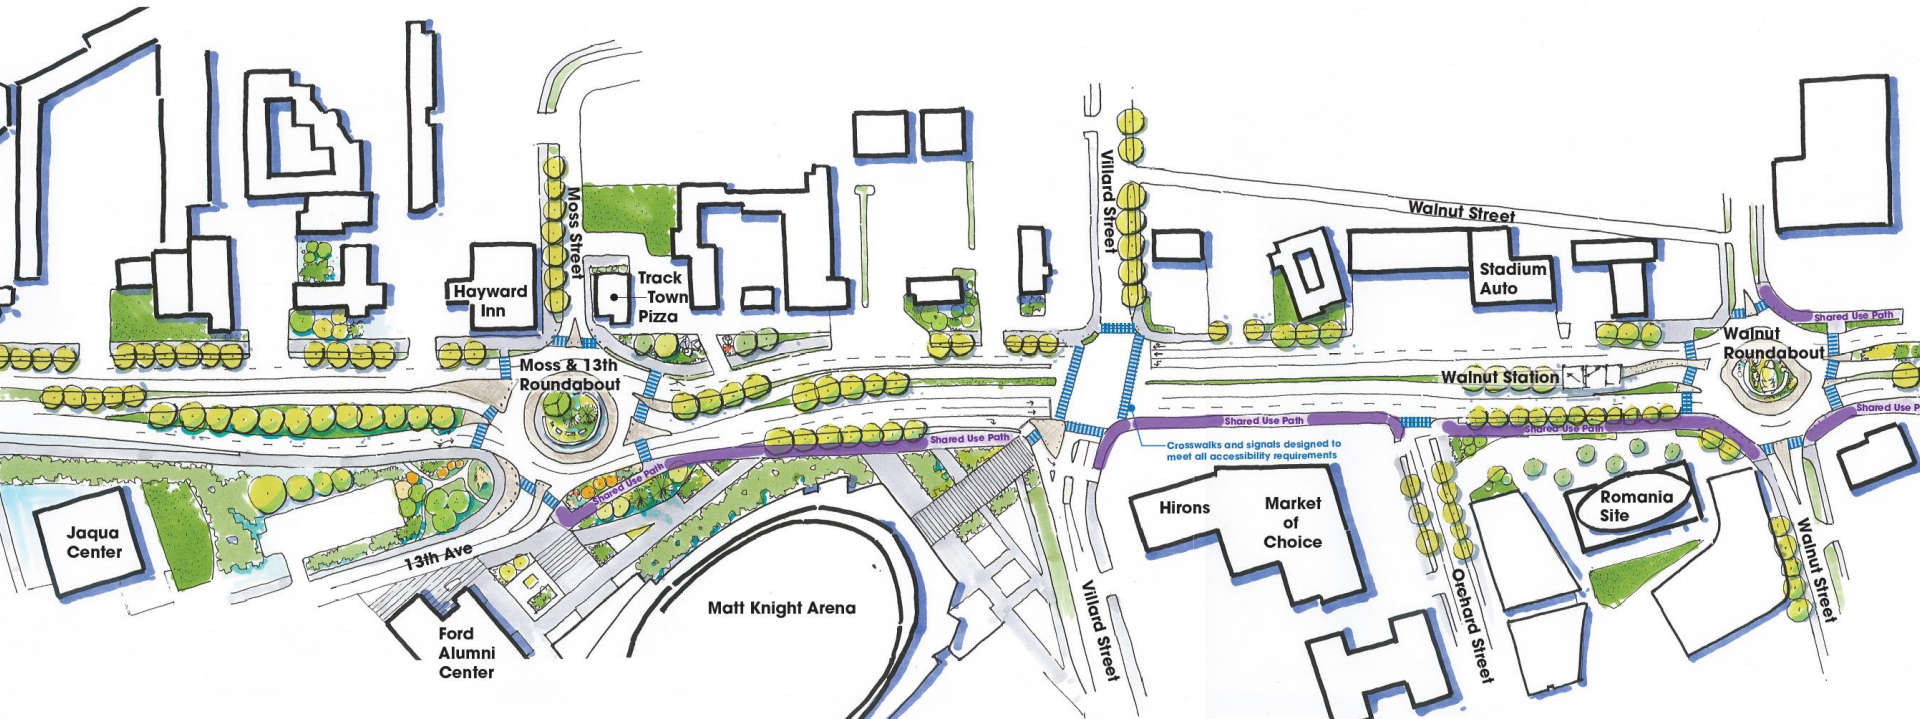 Moss Street
Villard Street
Walnut Street
Hayward
Inn
Track
Town
Pizza
Stadium
Auto
Shared Use Path
Moss & 13th
Roundabout
Walnut
Roundabout
Walnut Station
Shared Use P
Shared Use Path
Shared Use Path
Shared Use Path
Shared Use Path
Crosswalks and signals designed to
meet all accessibility requirements
Jaqua
Center
13th Ave
Hirons
Market
of
Choice
Romania
Site
Matt Knight Arena
Ford
Alumni
Center
Villard Street
Orchard Street
Walnut Street